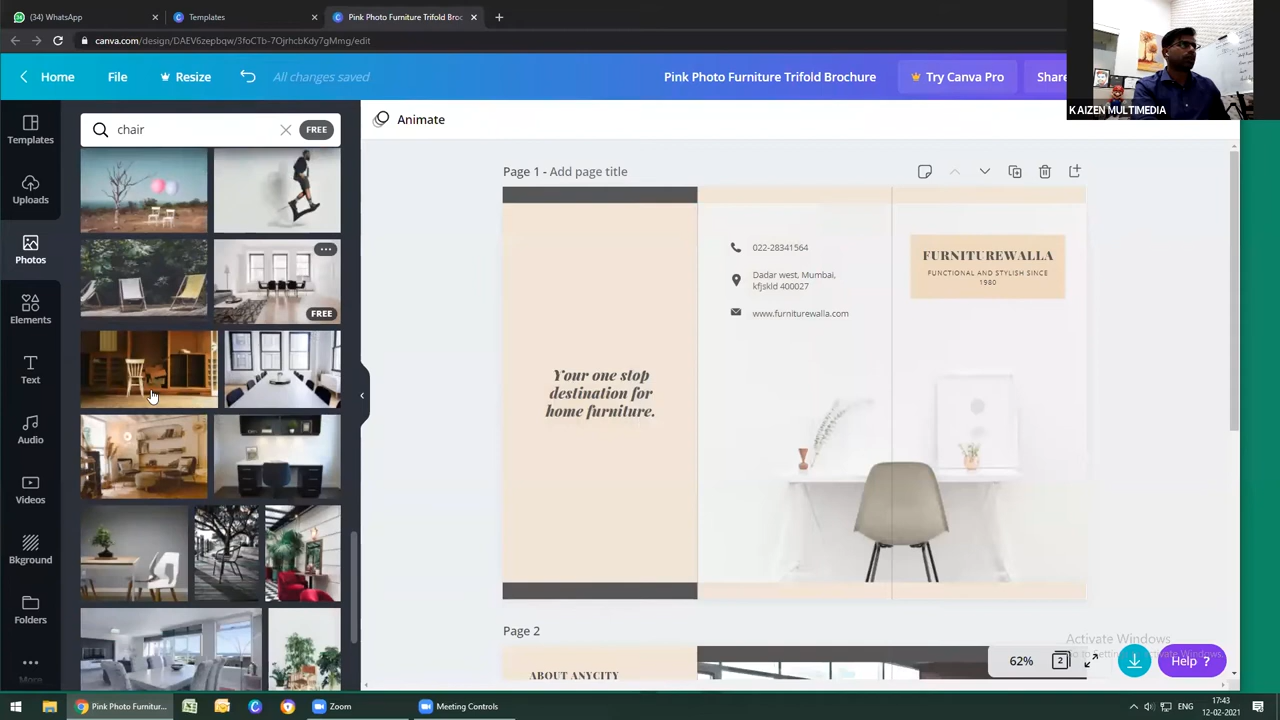 (34) WhatsApp
Templates
Pink Photo Furniture Trifold Broc
canva.com/design/DAEV6zepbqw/3foCTb-7OjrhcbKdy7gMmg/edit
Home
File
Resize
All changes saved
Pink Photo Furniture Trifold Brochure
Try Canva Pro
Share
KAIZEN MULTIMEDIA
Templates
Uploads
Photos
Elements
Text
Audio
Videos
Bkground
Folders
More
chair
FREE
FREE
Animate
Page 1 - Add page title
Your one stop
destination for
home furniture.
022-28341564
Dadar west, Mumbai,
kfjskld 400027
www.furniturewalla.com
FURNITUREWALLA
FUNCTIONAL AND STYLISH SINCE
1980
Page 2
ABOUT ANYCITY
Activate Windows
62%
2
Help ?
Pink Photo Furnitur...
Zoom
Meeting Controls
ENG
17:43
12-02-2021